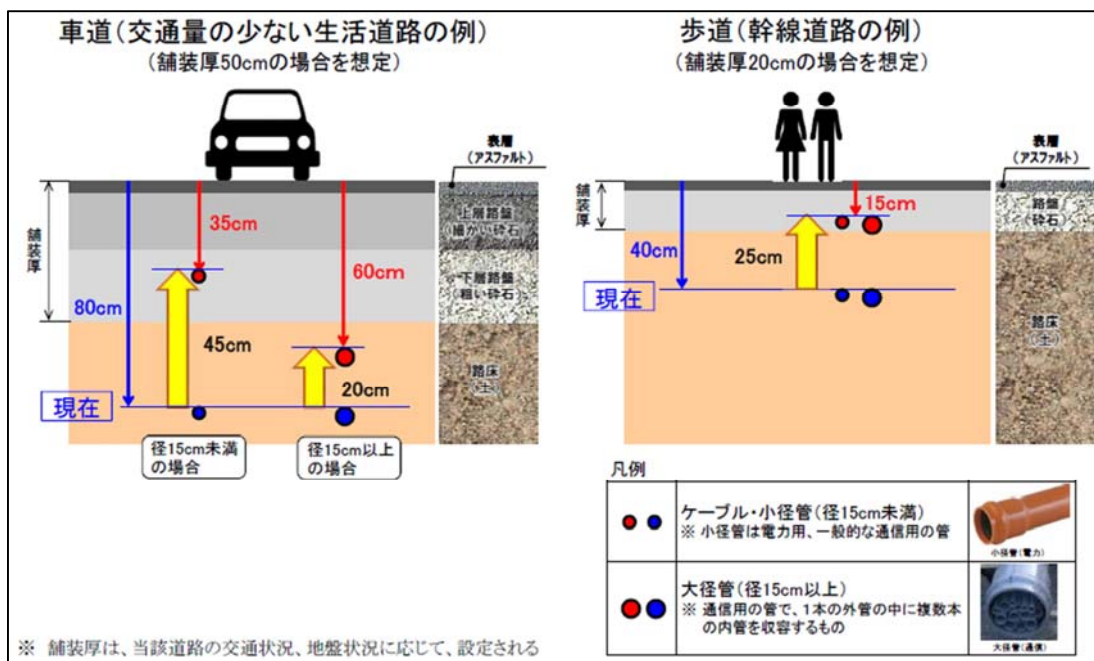 車道（交通量の少ない生活道路の例）
（舗装厚50cmの場合を想定）
表層
（アスファルト）
舗装厚
35cm
60cm
80cm
45cm
20cm
現在
上層路盤
（細かい砕石）
下層路盤
（粗い砕石）
路床
（土）
径15cm未満
の場合
径15cm以上
の場合
歩道（幹線道路の例）
（舗装厚20cmの場合を想定）
表層
（アスファルト）
舗装厚
15cm
40cm
25cm
現在
路盤
（砕石）
路床
（土）
凡例
ケーブル・小径管（径15cm未満）
※ 小径管は電力用、一般的な通信用の管
小径管（電力）
大径管（径15cm以上）
※ 通信用の管で、1本の外管の中に複数本
の内管を収容するもの
大径管（通信）
※ 舗装厚は、当該道路の交通状況、地盤状況に応じて、設定される